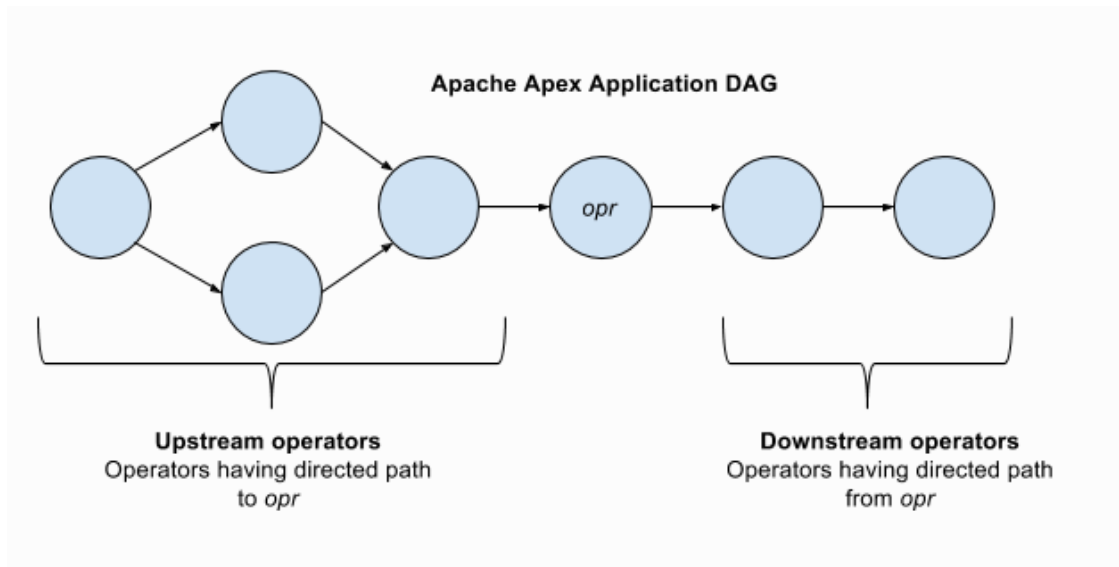 Apache Apex Application DAG
opr
Upstream operators
Operators having directed path
to opr
Downstream operators
Operators having directed path
from opr